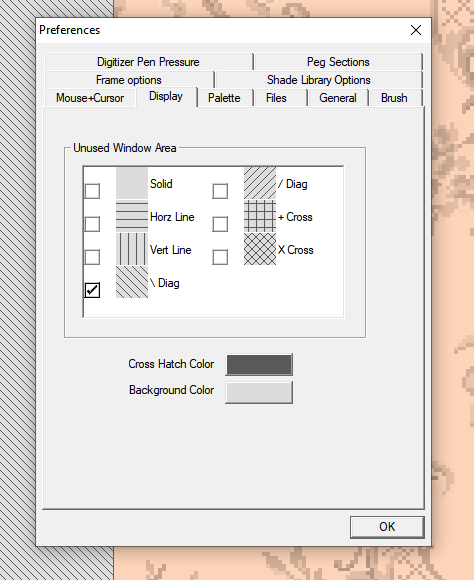 Preferences
Digitizer Pen Pressure
Peg Sections
Frame options
Shade Library Options
Mouse+Cursor
Display
Palette
Files
General
Brush
Unused Window Area
Solid
/ Diag
Horz Line
+ Cross
Vert Line
X Cross
\ Diag
Cross Hatch Color
Background Color
OK